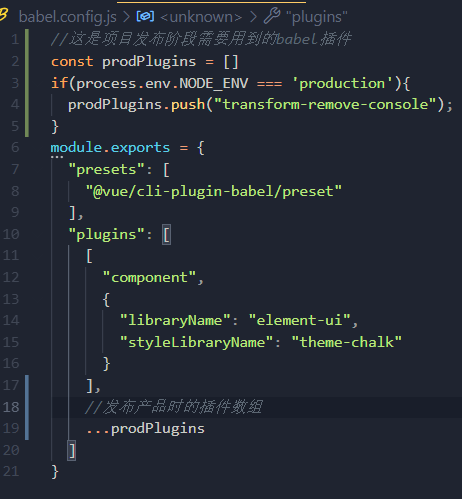 babel.config.js > <unknown> > "plugins"
1 //这是项目发布阶段需要用到的babel插件
2 const prodPlugins = []
3 if(process.env.NODE_ENV === 'production'){
4 prodPlugins.push("transform-remove-console");
5 }
6 module.exports = {
7 "presets": [
8 "@vue/cli-plugin-babel/preset"
9 ],
10 "plugins": [
11 [
12 "component",
13 {
14 "libraryName": "element-ui",
15 "styleLibraryName": "theme-chalk"
16 }
17 ],
18 //发布产品时的插件数组
19 ...prodPlugins
20 ]
21 }